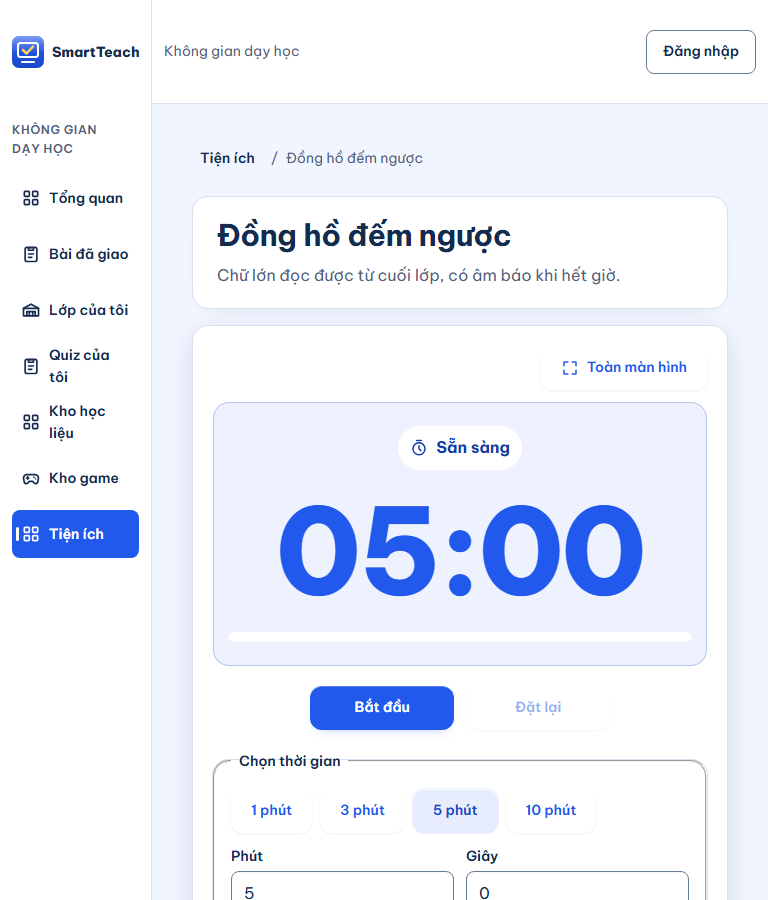 SmartTeach
Không gian dạy học
Đăng nhập
KHÔNG GIAN
DẠY HỌC
Tổng quan
Bài đã giao
Lớp của tôi
Quiz của
tôi
Kho học
liệu
Kho game
Tiện ích
Tiện ích / Đồng hồ đếm ngược
Đồng hồ đếm ngược
Chữ lớn đọc được từ cuối lớp, có âm báo khi hết giờ.
Toàn màn hình
Sẵn sàng
05:00
Bắt đầu Đặt lại
Chọn thời gian
1 phút 3 phút 5 phút 10 phút
Phút Giây
5 0